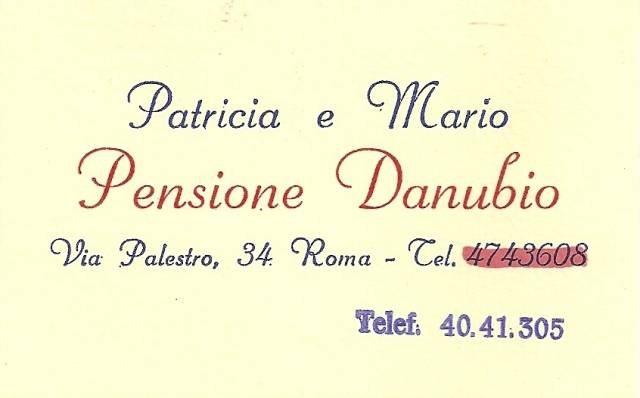 Patricia e Mario
Pensione Danubio
Via Palestro, 34 Roma - Tel. 4743608
Telef. 40.41.305